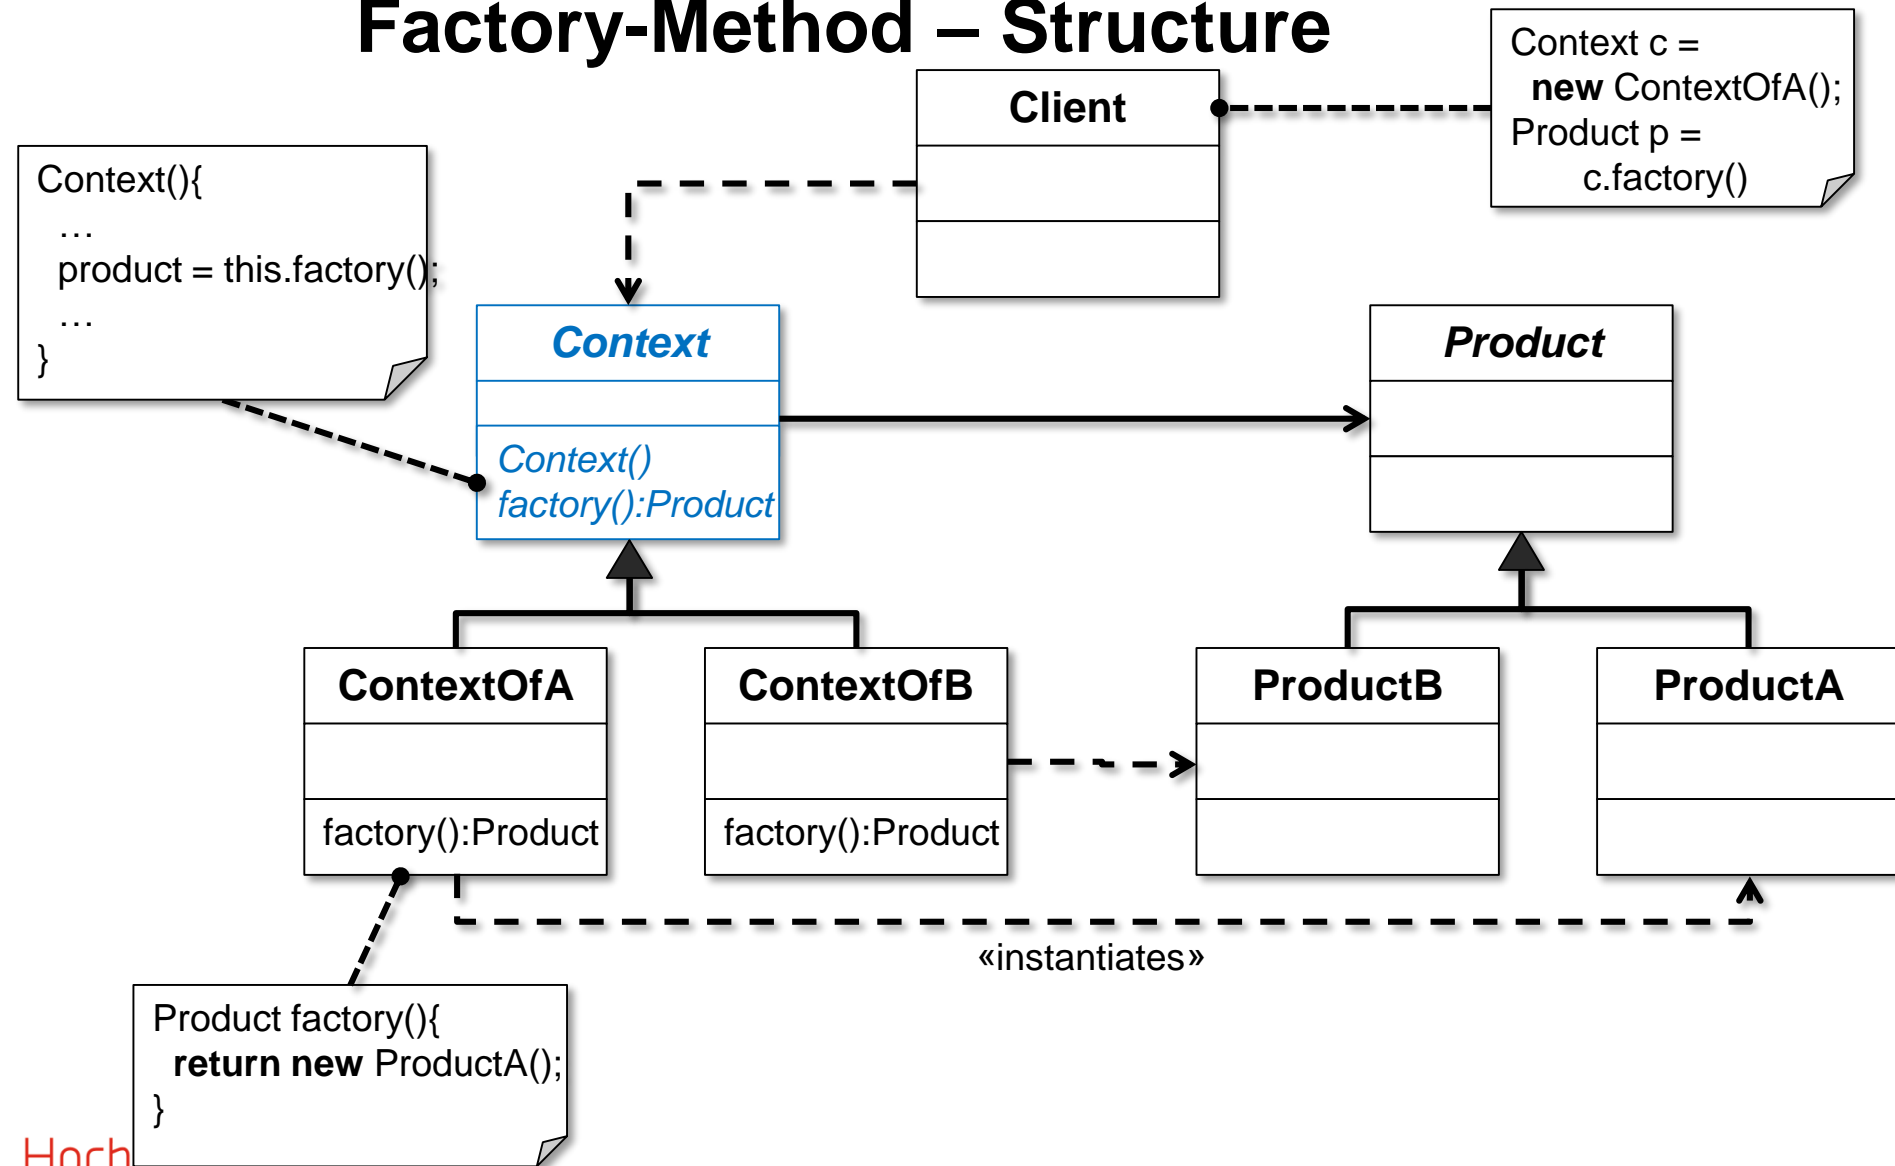 Factory-Method – Structure
Context c =
new ContextOfA();
Product p =
c.factory()
Client
Context(){
…
product = this.factory();
…
}
Context
Context()
factory():Product
Product
ContextOfA
factory():Product
ContextOfB
factory():Product
ProductB
ProductA
«instantiates»
Product factory(){
return new ProductA();
}